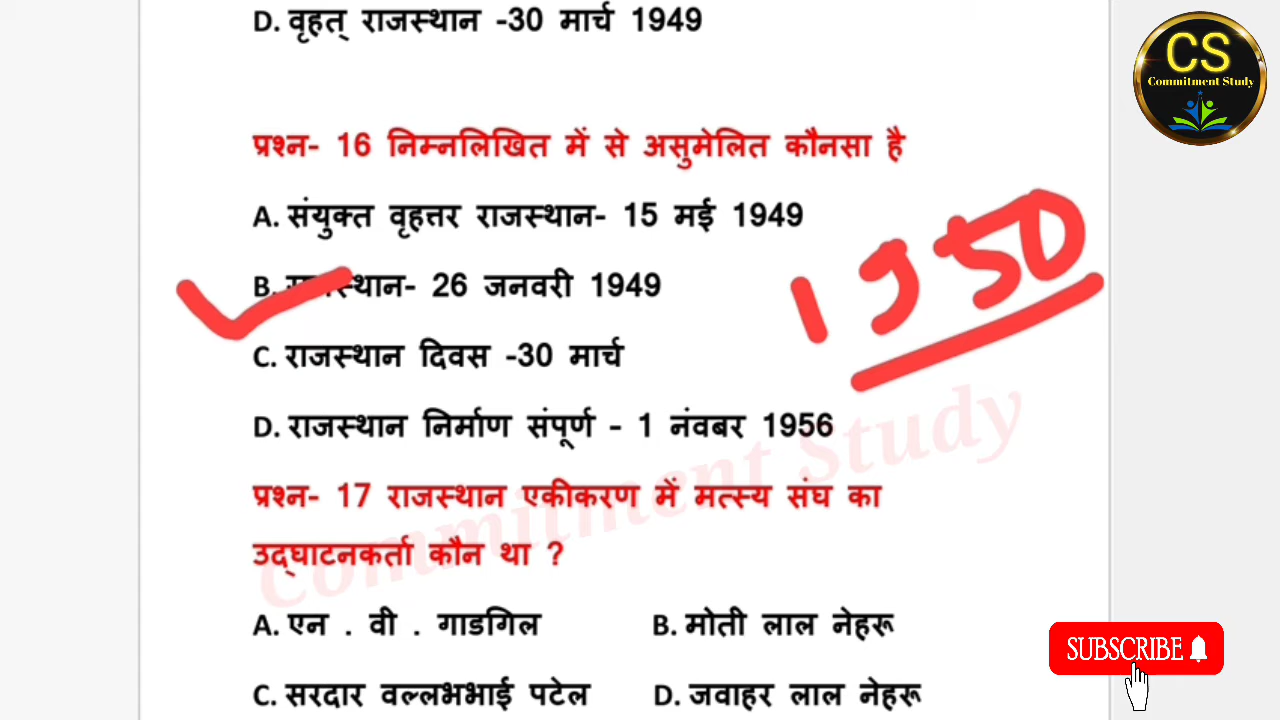 D. वृहत् राजस्थान -30 मार्च 1949
CS
Commitment Study
प्रश्न- 16 निम्नलिखित में से असुमेलित कौनसा है
A. संयुक्त वृहत्तर राजस्थान- 15 मई 1949
B. राजस्थान- 26 जनवरी 1949
1950
C. राजस्थान दिवस -30 मार्च
D. राजस्थान निर्माण संपूर्ण - 1 नंवबर 1956
Commitment Study
प्रश्न- 17 राजस्थान एकीकरण में मत्स्य संघ का
उद्घाटनकर्ता कौन था ?
A. एन . वी . गाडगिल B. मोती लाल नेहरू
SUBSCRIBE
C. सरदार वल्लभभाई पटेल D. जवाहर लाल नेहरू